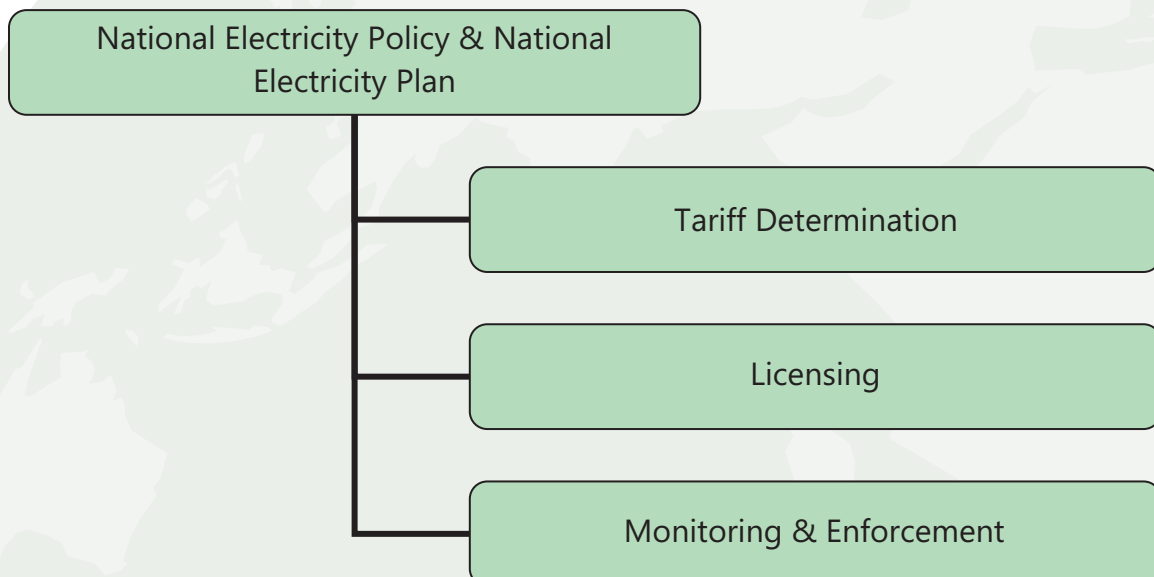 National Electricity Policy & National
Electricity Plan
Tariff Determination
Licensing
Monitoring & Enforcement